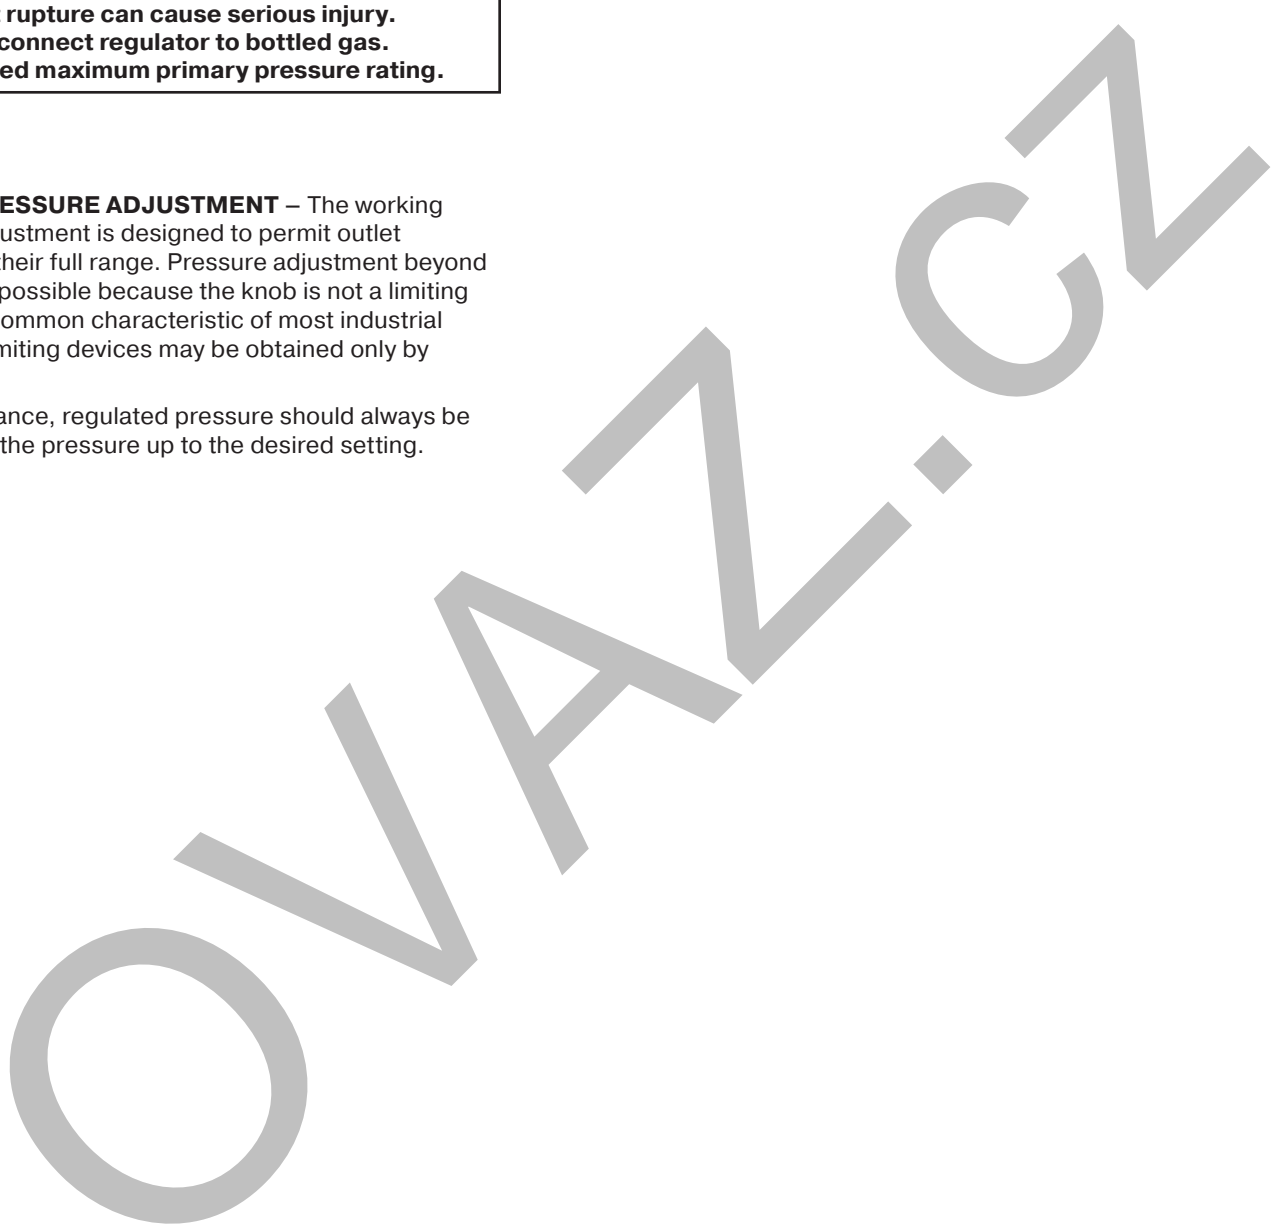 rupture can cause serious injury.
connect regulator to bottled gas.
ed maximum primary pressure rating.
ESSURE ADJUSTMENT – The working
ustment is designed to permit outlet
their full range. Pressure adjustment beyond
possible because the knob is not a limiting
ommon characteristic of most industrial
miting devices may be obtained only by
ance, regulated pressure should always be
the pressure up to the desired setting.
OVAZ.cz